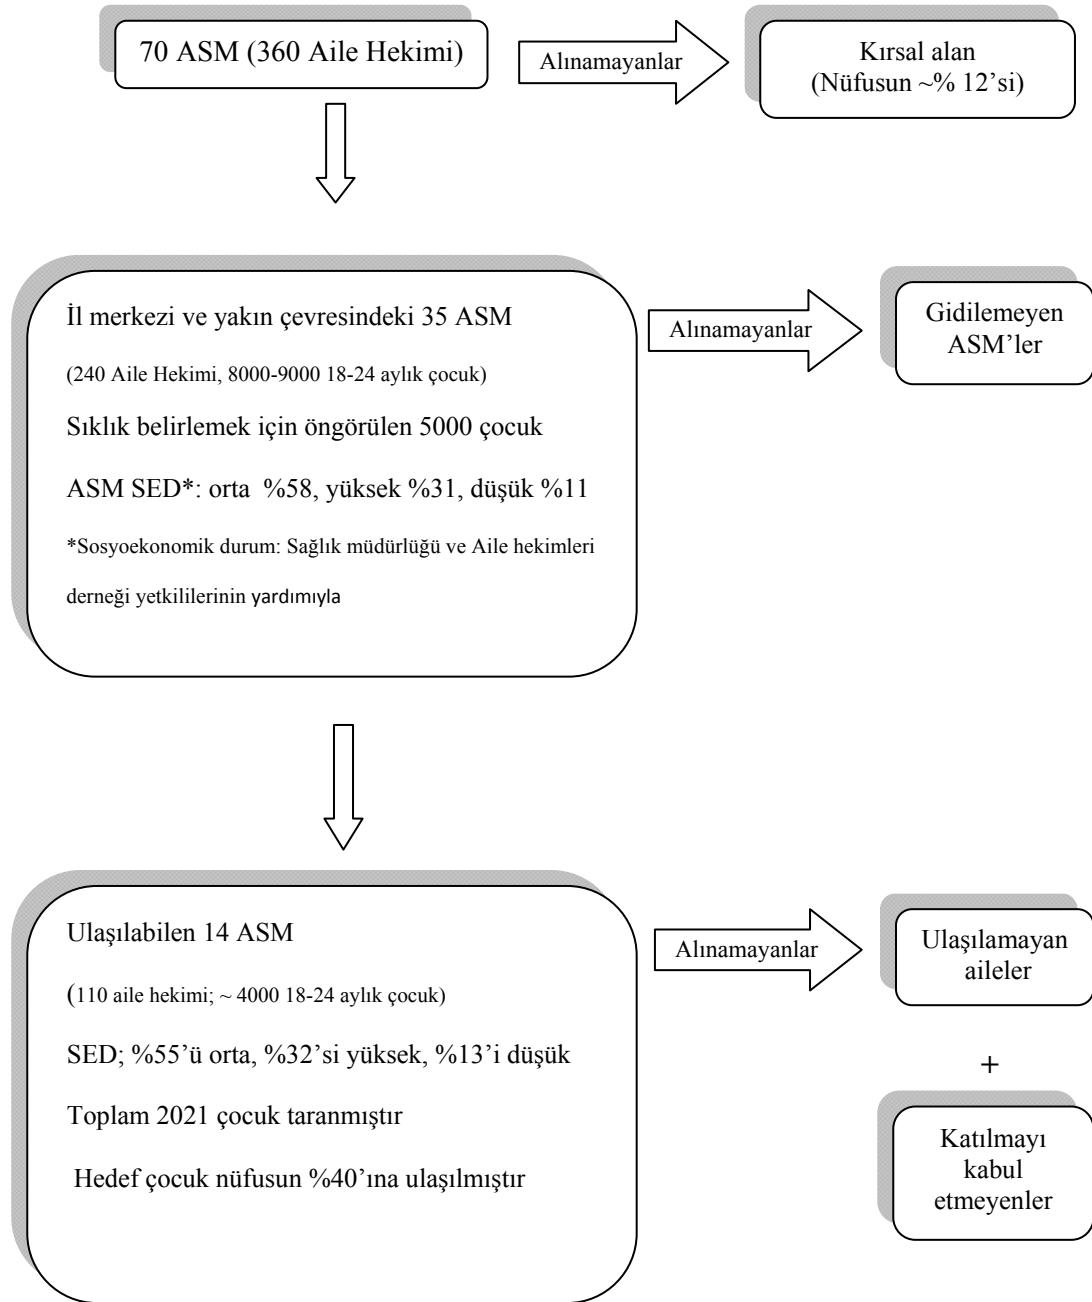 70 ASM (360 Aile Hekimi)
Alınamayanlar
Kırsal alan
(Nüfusun ~% 12’si)
İl merkezi ve yakın çevresindeki 35 ASM
(240 Aile Hekimi, 8000-9000 18-24 aylık çocuk)
Sıklık belirlemek için öngörülen 5000 çocuk
ASM SED*: orta %58, yüksek %31, düşük %11
*Sosyoekonomik durum: Sağlık müdürlüğü ve Aile hekimleri
derneği yetkililerinin yardımıyla
Alınamayanlar
Gidilemeyen
ASM’ler
Ulaşılabilen 14 ASM
(110 aile hekimi; ~ 4000 18-24 aylık çocuk)
SED; %55’ü orta, %32’si yüksek, %13’i düşük
Toplam 2021 çocuk taranmıştır
Hedef çocuk nüfusun %40’ına ulaşılmıştır
Alınamayanlar
Ulaşılamayan
aileler
+
Katılmayı
kabul
etmeyenler